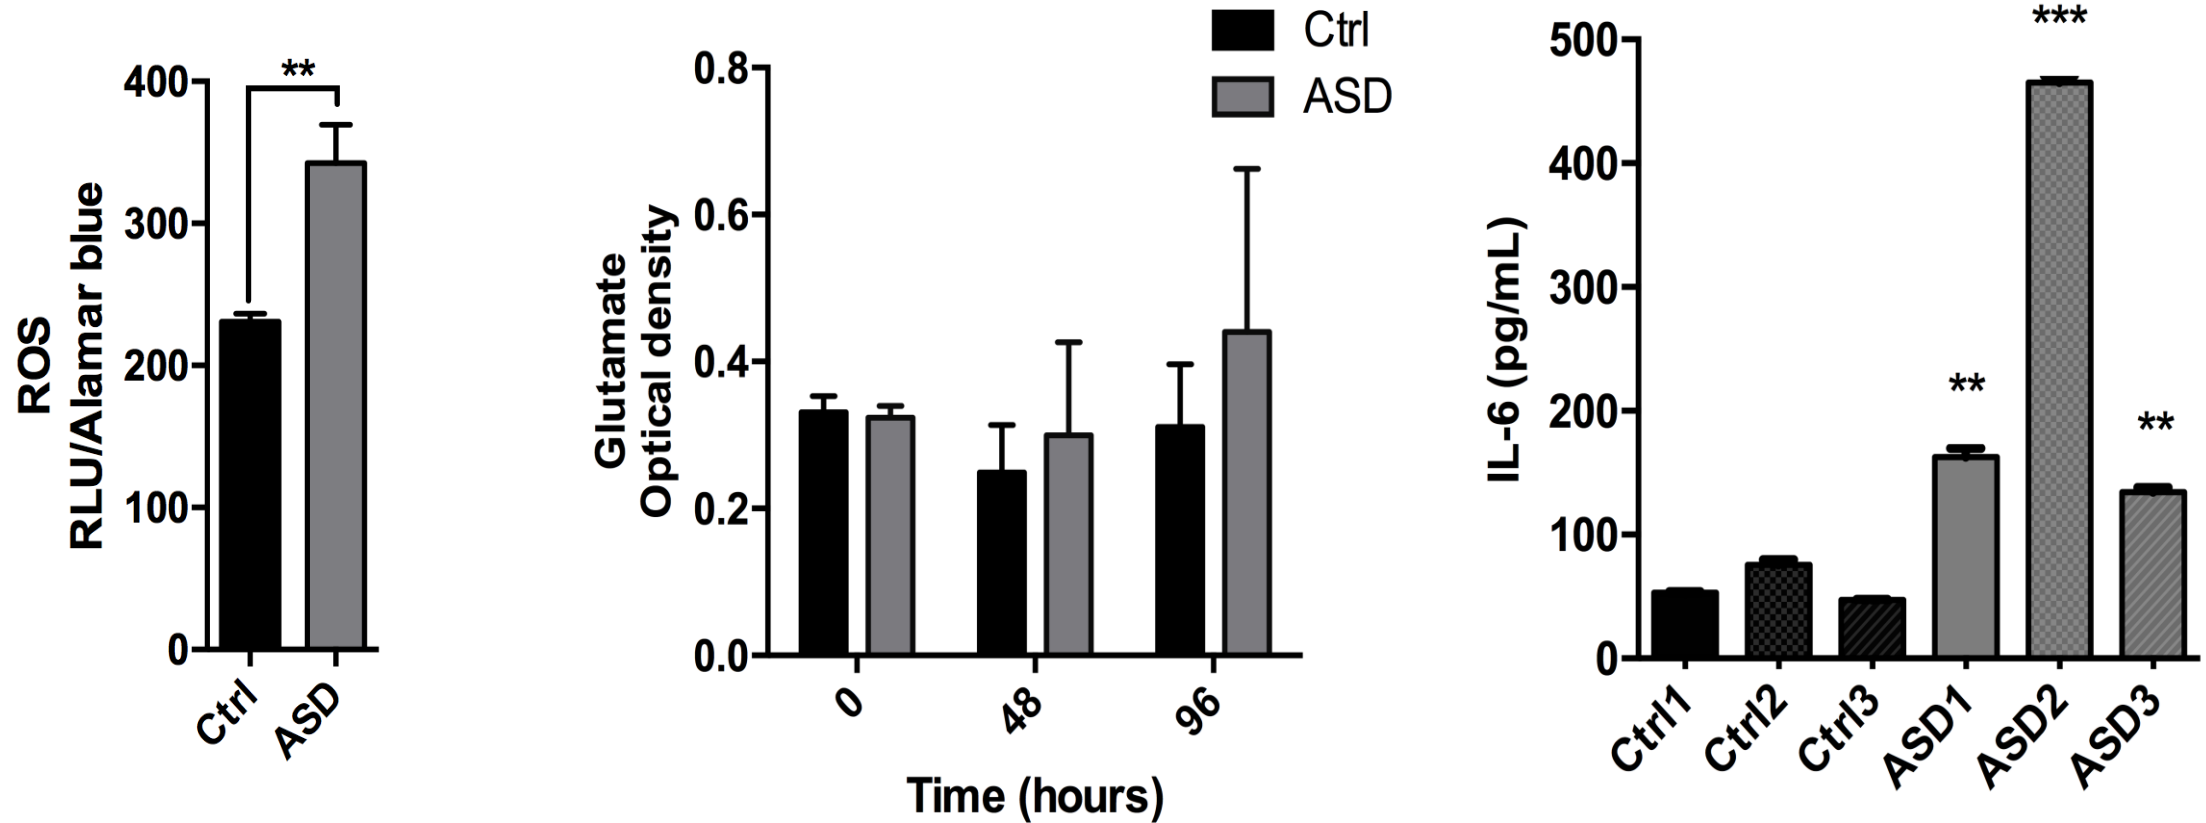 ROS
RLU/Alamar blue
400
300
200
100
0
**
Ctrl
ASD
Glutamate
Optical density
0.8
0.6
0.4
0.2
0.0
0
48
96
Time (hours)
Ctrl
ASD
IL-6 (pg/mL)
500
400
300
200
100
0
**
***
**
Ctrl1
Ctrl2
Ctrl3
ASD1
ASD2
ASD3